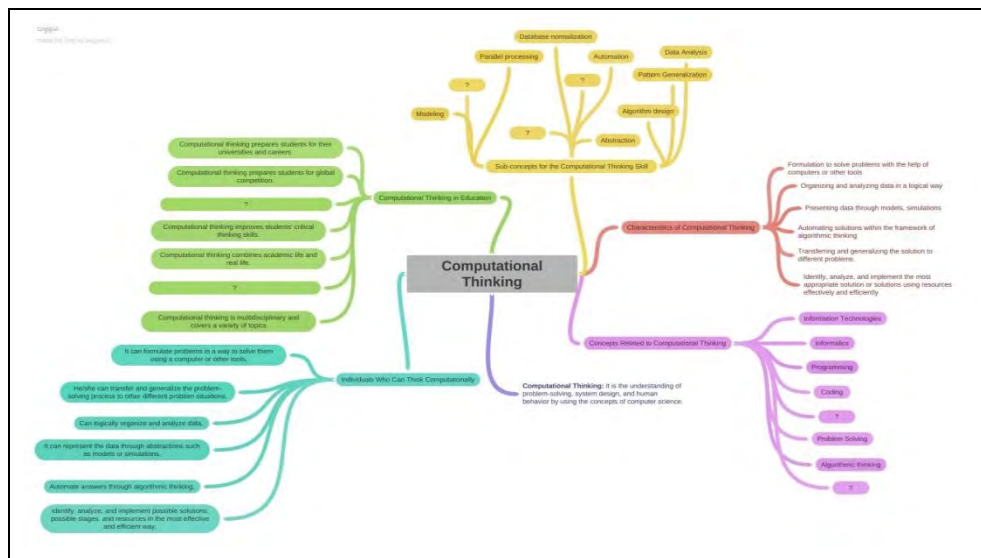 coggle
Database normalization
Parallel processing
Automation
Data Analysis
?
?
Pattern Generalization
Modeling
Algorithm design
?
Abstraction
Sub-concepts for the Computational Thinking Skill
Computational thinking prepares students for their
universities and careers.
Computational thinking prepares students for global
competition.
?
Computational thinking improves students' critical
thinking skills.
Computational thinking combines academic life and
real life.
?
Computational thinking is multidisciplinary and
covers a variety of topics.
Computational Thinking in Education
Computational
Thinking
Characteristics of Computational Thinking
Formulation to solve problems with the help of
computers or other tools
Organizing and analyzing data in a logical way
Presenting data through models, simulations
Automating solutions within the framework of
algorithmic thinking
Transferring and generalizing the solution to
different problems.
Identify, analyze, and implement the most
appropriate solution or solutions using resources
effectively and efficiently
Concepts Related to Computational Thinking
Information Technologies
Informatics
Programming
Coding
?
Problem Solving
Algorithmic thinking
?
Computational Thinking: It is the understanding of
problem-solving, system design, and human
behavior by using the concepts of computer science.
Individuals Who Can Think Computationally
It can formulate problems in a way to solve them
using a computer or other tools.
He/she can transfer and generalize the problem-
solving process to other different problem situations.
Can logically organize and analyze data.
It can represent the data through abstractions such
as models or simulations.
Automate answers through algorithmic thinking.
Identify, analyze, and implement possible solutions,
possible stages, and resources in the most effective
and efficient way.